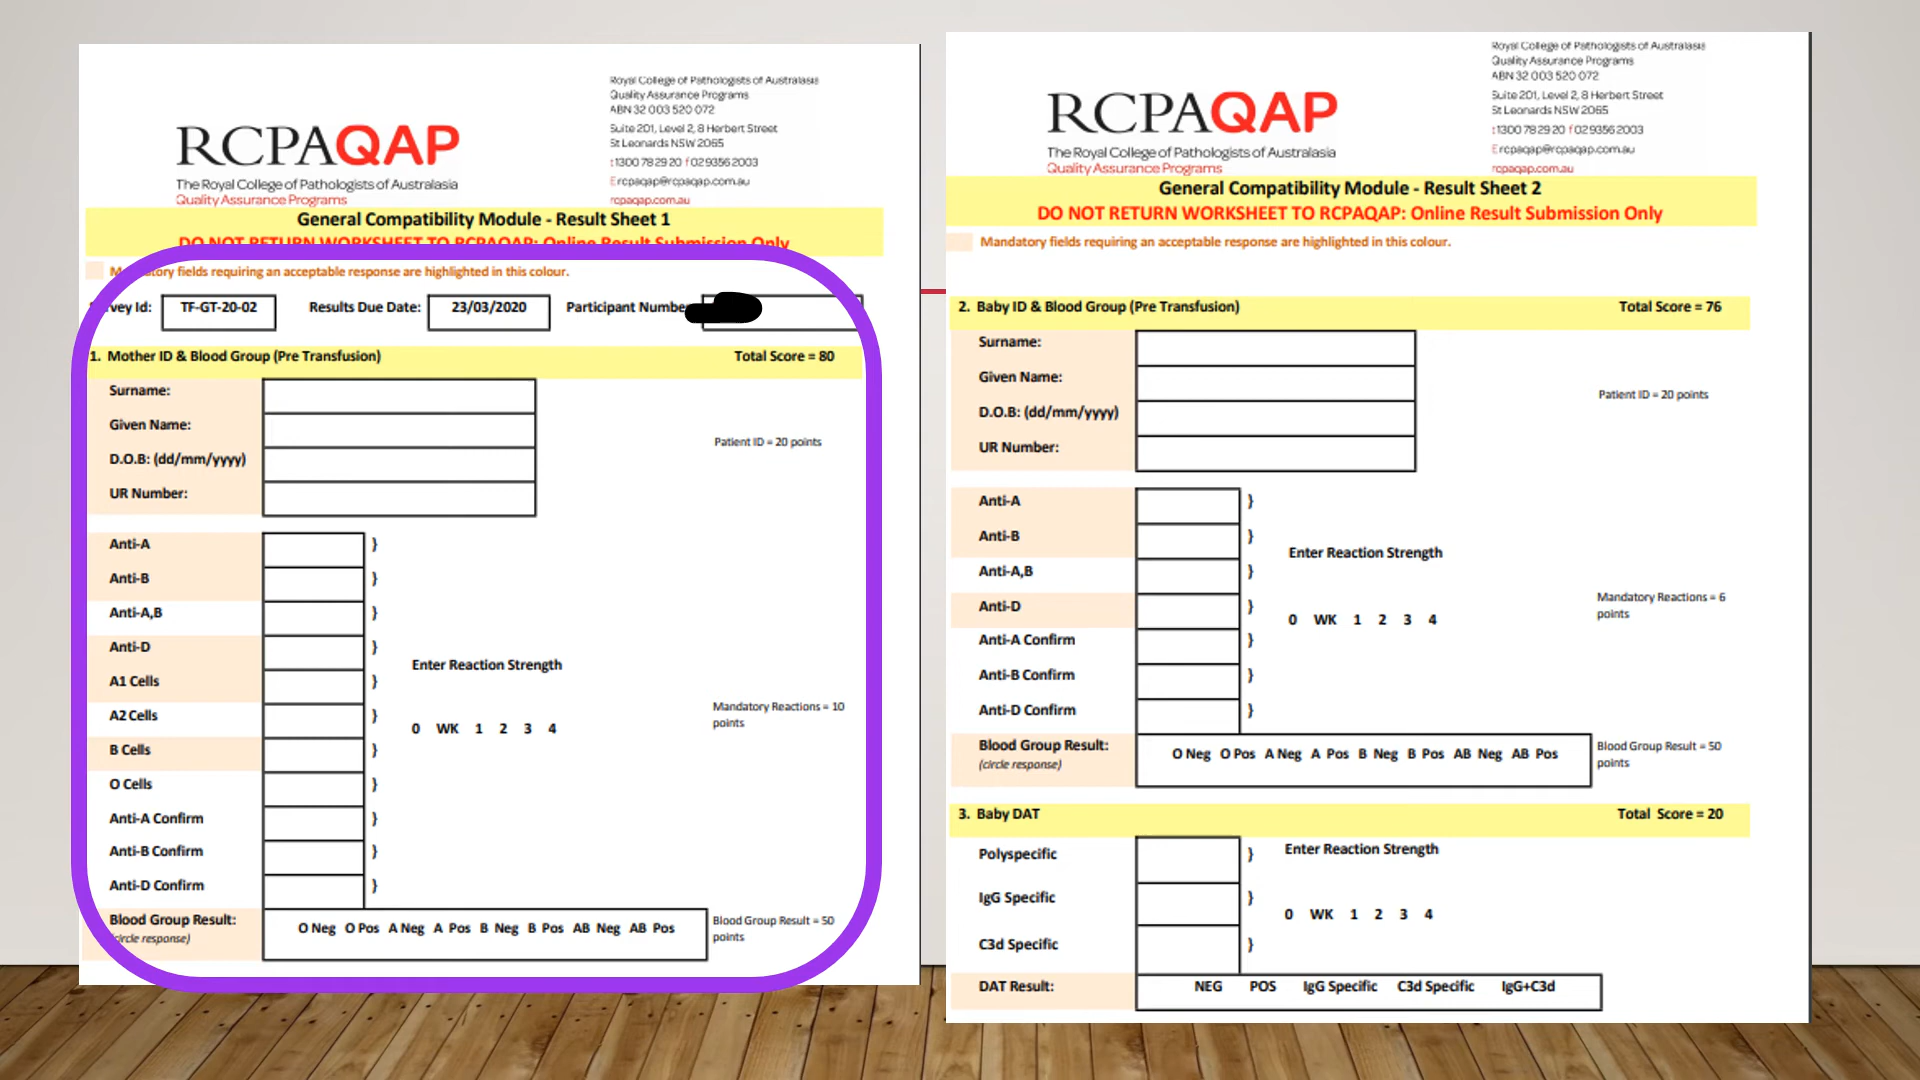 Royal College of Pathologists of Australasia
Quality Assurance Programs
ABN 32 003 520 072
Suite 201, Level 2, 8 Herbert Street
St Leonards NSW 2065
t 1300 78 29 20 f 02 9356 2003
E rcpaqap@rcpaqap.com.au
rcpaqap.com.au
RCPAQAP
The Royal College of Pathologists of Australasia
Quality Assurance Programs
General Compatibility Module - Result Sheet 1
DO NOT RETURN WORKSHEET TO RCPAQAP: Online Result Submission Only
fields requiring an acceptable response are highlighted in this colour.
Id: TF-GT-20-02 Results Due Date: 23/03/2020 Participant Number
1. Mother ID & Blood Group (Pre Transfusion) Total Score = 80
Surname:
Given Name:
Patient ID = 20 points
D.O.B: (dd/mm/yyyy)
UR Number:
Anti-A }
Anti-B }
Anti-A,B }
Anti-D }
Enter Reaction Strength
A1 Cells }
A2 Cells }
0 WK 1 2 3 4
Mandatory Reactions = 10
points
B Cells }
O Cells }
Anti-A Confirm }
Anti-B Confirm }
Anti-D Confirm }
Blood Group Result: O Neg O Pos A Neg A Pos B Neg B Pos AB Neg AB Pos
(circle response)
Blood Group Result = 50
points
Royal College of Pathologists of Australasia
Quality Assurance Programs
ABN 32 003 520 072
Suite 201, Level 2, 8 Herbert Street
St Leonards NSW 2065
t 1300 78 29 20 f 02 9356 2003
E rcpaqap@rcpaqap.com.au
rcpaqap.com.au
RCPAQAP
The Royal College of Pathologists of Australasia
Quality Assurance Programs
General Compatibility Module - Result Sheet 2
DO NOT RETURN WORKSHEET TO RCPAQAP: Online Result Submission Only
Mandatory fields requiring an acceptable response are highlighted in this colour.
2. Baby ID & Blood Group (Pre Transfusion) Total Score = 76
Surname:
Given Name:
Patient ID = 20 points
D.O.B: (dd/mm/yyyy)
UR Number:
Anti-A }
Anti-B }
Enter Reaction Strength
Anti-A,B }
Anti-D }
0 WK 1 2 3 4
Mandatory Reactions = 6
points
Anti-A Confirm }
Anti-B Confirm }
Anti-D Confirm }
Blood Group Result: O Neg O Pos A Neg A Pos B Neg B Pos AB Neg AB Pos
(circle response)
Blood Group Result = 50
points
3. Baby DAT Total Score = 20
Polyspecific } Enter Reaction Strength
IgG Specific }
0 WK 1 2 3 4
C3d Specific }
DAT Result: NEG POS IgG Specific C3d Specific IgG+C3d